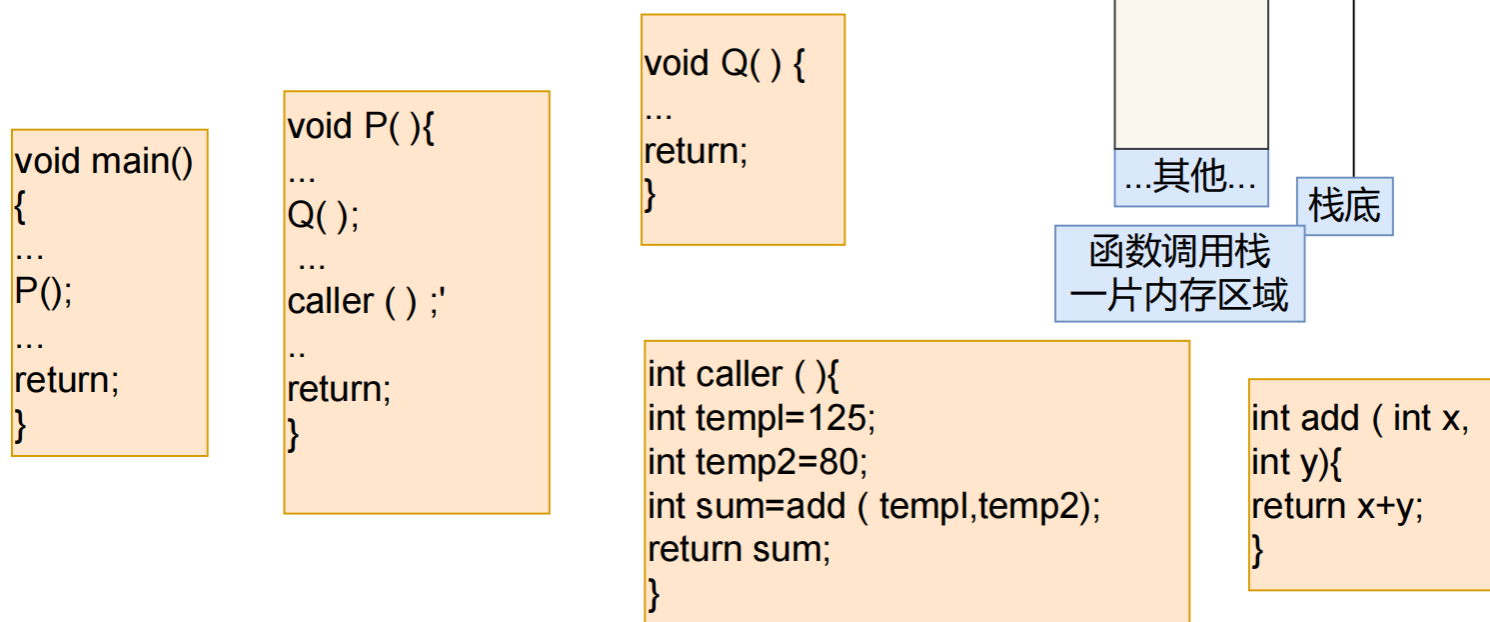 void main()
{
...
P();
...
return;
}
void P( ){
...
Q( );
...
caller ( ) ;'
..
return;
}
void Q( ) {
...
return;
}
...其他...
栈底
函数调用栈
一片内存区域
int caller ( ){
int templ=125;
int temp2=80;
int sum=add ( templ,temp2);
return sum;
}
int add ( int x,
int y){
return x+y;
}